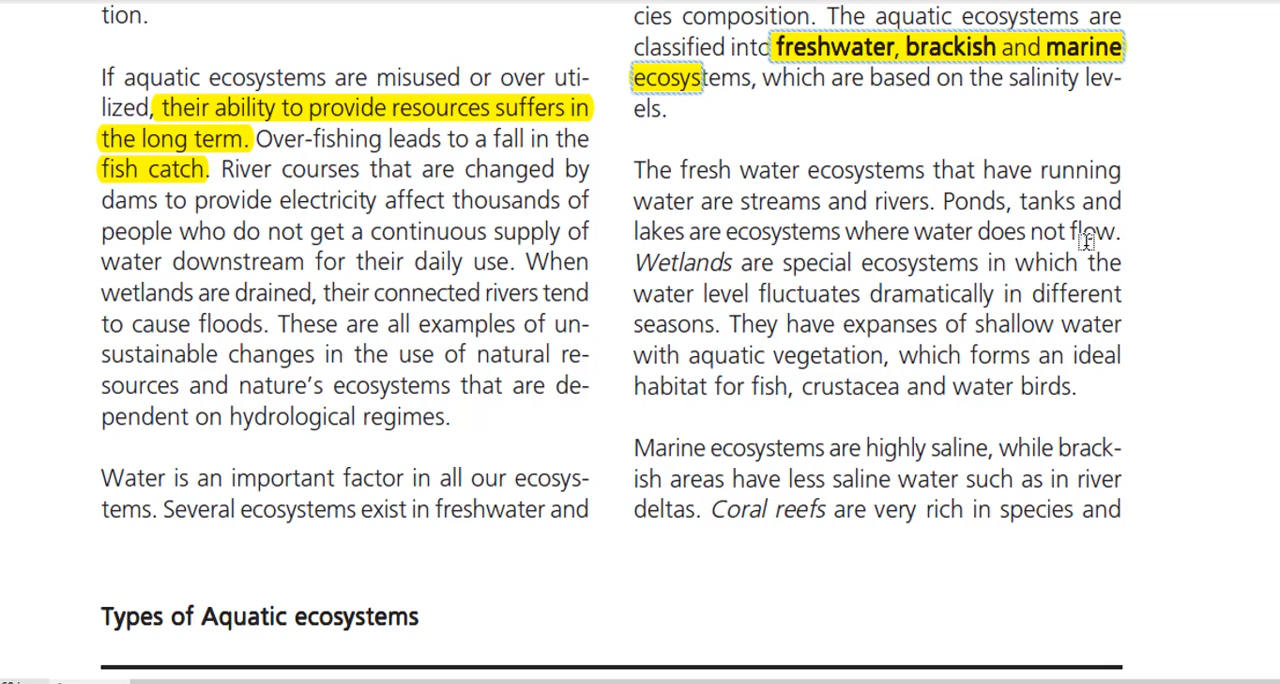 tion.
If aquatic ecosystems are misused or over uti-
lized, their ability to provide resources suffers in
the long term. Over-fishing leads to a fall in the
fish catch. River courses that are changed by
dams to provide electricity affect thousands of
people who do not get a continuous supply of
water downstream for their daily use. When
wetlands are drained, their connected rivers tend
to cause floods. These are all examples of un-
sustainable changes in the use of natural re-
sources and nature's ecosystems that are de-
pendent on hydrological regimes.
Water is an important factor in all our ecosys-
tems. Several ecosystems exist in freshwater and
cies composition. The aquatic ecosystems are
classified into freshwater, brackish and marine
ecosystems, which are based on the salinity lev-
els.
The fresh water ecosystems that have running
water are streams and rivers. Ponds, tanks and
lakes are ecosystems where water does not flow.
Wetlands are special ecosystems in which the
water level fluctuates dramatically in different
seasons. They have expanses of shallow water
with aquatic vegetation, which forms an ideal
habitat for fish, crustacea and water birds.
Marine ecosystems are highly saline, while brack-
ish areas have less saline water such as in river
deltas. Coral reefs are very rich in species and
Types of Aquatic ecosystems